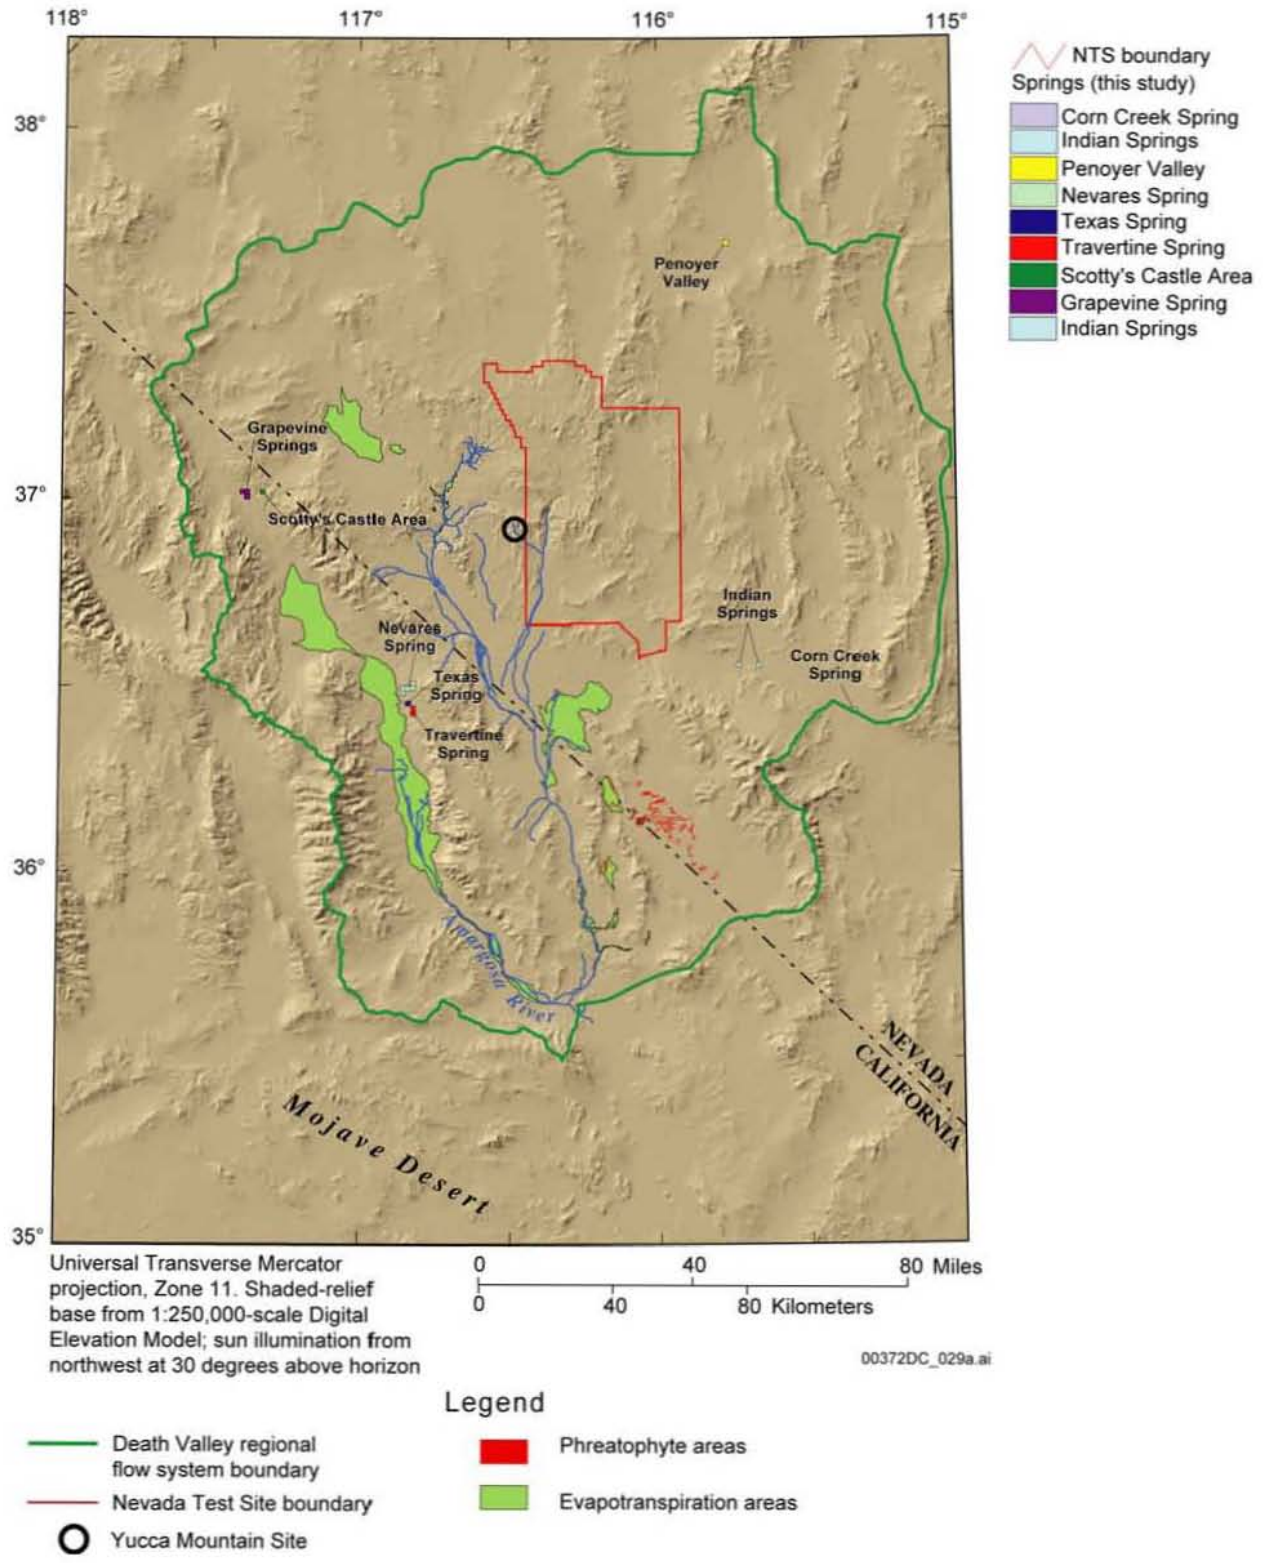 118°
117°
116°
115°
38°
37°
36°
35°
NTS boundary
Springs (this study)
Corn Creek Spring
Indian Springs
Penoyer Valley
Nevares Spring
Texas Spring
Travertine Spring
Scotty's Castle Area
Grapevine Spring
Indian Springs
Penoyer
Valley
Grapevine
Springs
Scotty's Castle Area
Indian
Springs
Nevares
Spring
Corn Creek
Spring
Texas
Spring
Travertine
Spring
Amargosa River
NEVADA
CALIFORNIA
Mojave Desert
Universal Transverse Mercator
projection, Zone 11. Shaded-relief
base from 1:250,000-scale Digital
Elevation Model; sun illumination from
northwest at 30 degrees above horizon
0 40 80 Miles
0 40 80 Kilometers
00372DC_029a.ai
Legend
Death Valley regional
flow system boundary
Nevada Test Site boundary
Yucca Mountain Site
Phreatophyte areas
Evapotranspiration areas